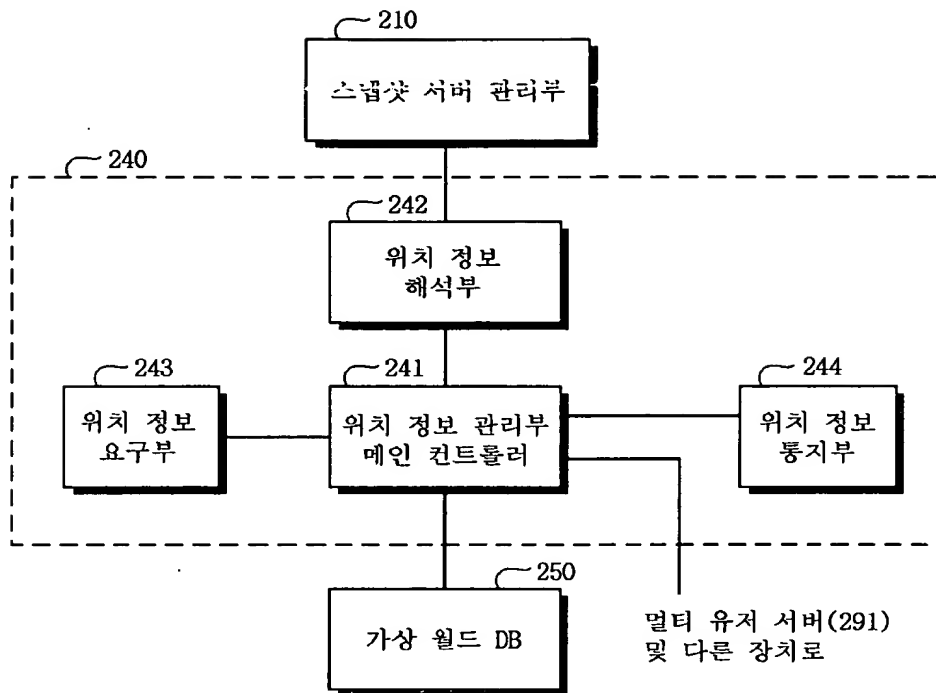 210
스냅샷 서버 관리부
240
242
위치 정보
해석부
243
위치 정보
요구부
241
위치 정보 관리부
메인 컨트롤러
244
위치 정보
통지부
250
가상 월드 DB
멀티 유저 서버(291)
및 다른 장치로